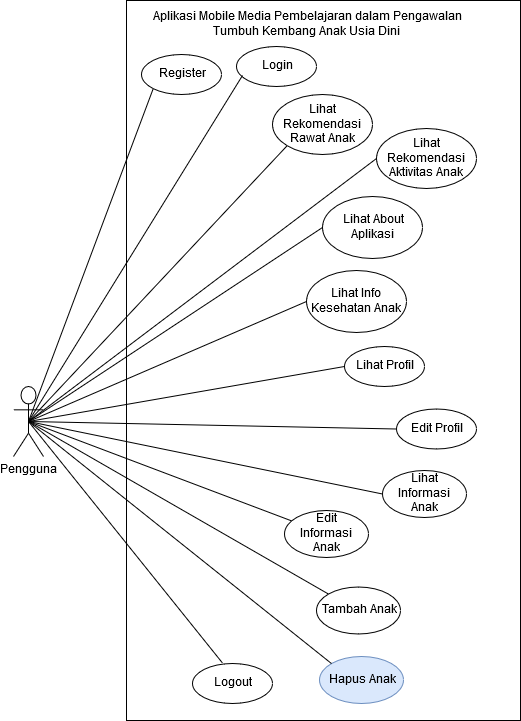 Aplikasi Mobile Media Pembelajaran dalam Pengawalan
Tumbuh Kembang Anak Usia Dini
Register
Login
Lihat
Rekomendasi
Rawat Anak
Lihat
Rekomendasi
Aktivitas Anak
Lihat About
Aplikasi
Lihat Info
Kesehatan Anak
Lihat Profil
Edit Profil
Pengguna
Lihat
Informasi
Anak
Edit
Informasi
Anak
Tambah Anak
Hapus Anak
Logout